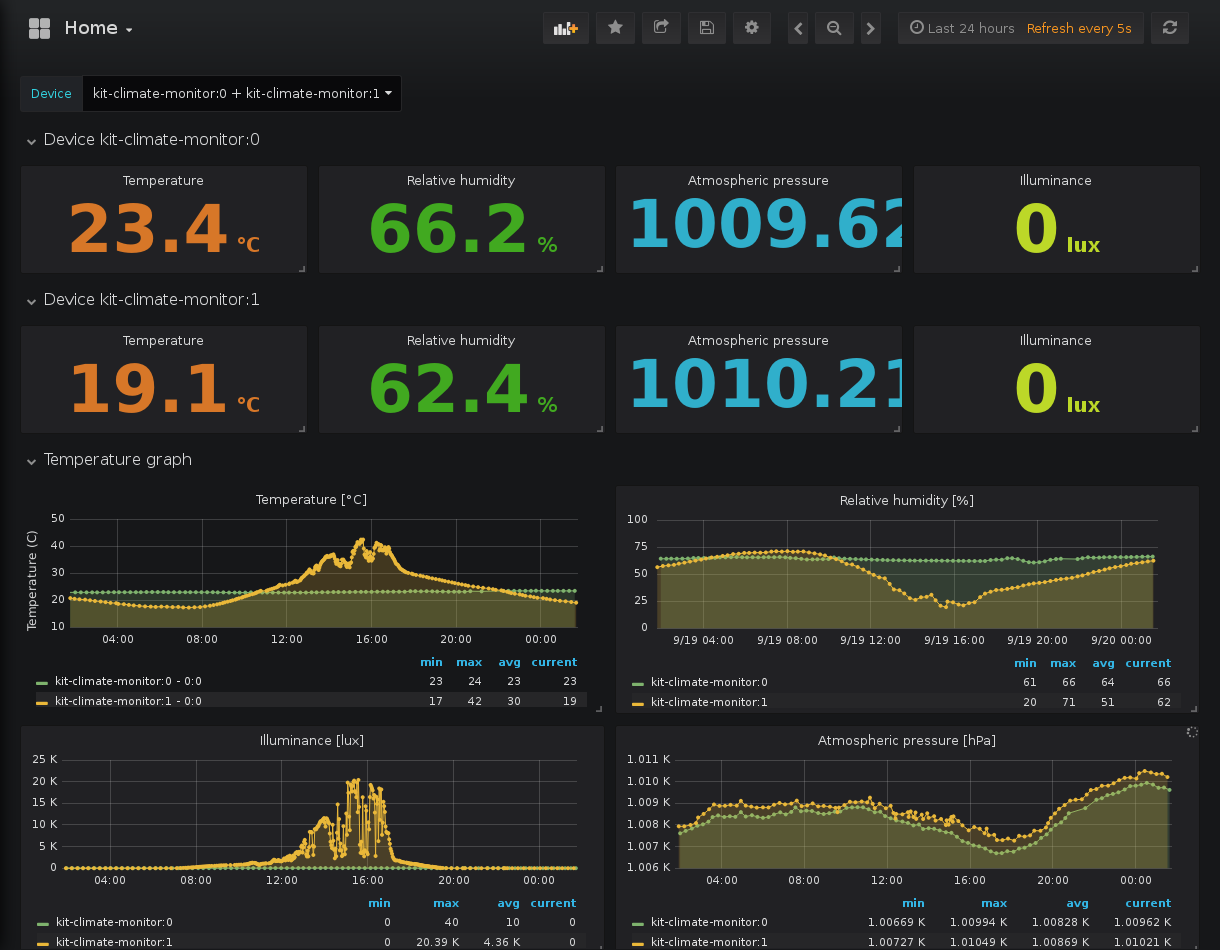 Home
Last 24 hours Refresh every 5s
Device kit-climate-monitor:0 + kit-climate-monitor:1
Device kit-climate-monitor:0
Temperature Relative humidity Atmospheric pressure Illuminance
23.4 °C 66.2 % 1009.62 0 lux
Device kit-climate-monitor:1
Temperature Relative humidity Atmospheric pressure Illuminance
19.1 °C 62.4 % 1010.21 0 lux
Temperature graph
Temperature [°C]
Temperature (C)
50
40
30
20
10
04:00 08:00 12:00 16:00 20:00 00:00
min max avg current
kit-climate-monitor:0 - 0:0 23 24 23 23
kit-climate-monitor:1 - 0:0 17 42 30 19
Relative humidity [%]
100
75
50
25
0
9/19 04:00 9/19 08:00 9/19 12:00 9/19 16:00 9/19 20:00 9/20 00:00
min max avg current
kit-climate-monitor:0 61 66 64 66
kit-climate-monitor:1 20 71 51 62
Illuminance [lux]
25 K
20 K
15 K
10 K
5 K
0
04:00 08:00 12:00 16:00 20:00 00:00
min max avg current
kit-climate-monitor:0 0 40 10 0
kit-climate-monitor:1 0 20.39 K 4.36 K 0
Atmospheric pressure [hPa]
1.011 K
1.010 K
1.009 K
1.008 K
1.007 K
1.006 K
04:00 08:00 12:00 16:00 20:00 00:00
min max avg current
kit-climate-monitor:0 1.00669 K 1.00994 K 1.00828 K 1.00962 K
kit-climate-monitor:1 1.00727 K 1.01049 K 1.00869 K 1.01021 K